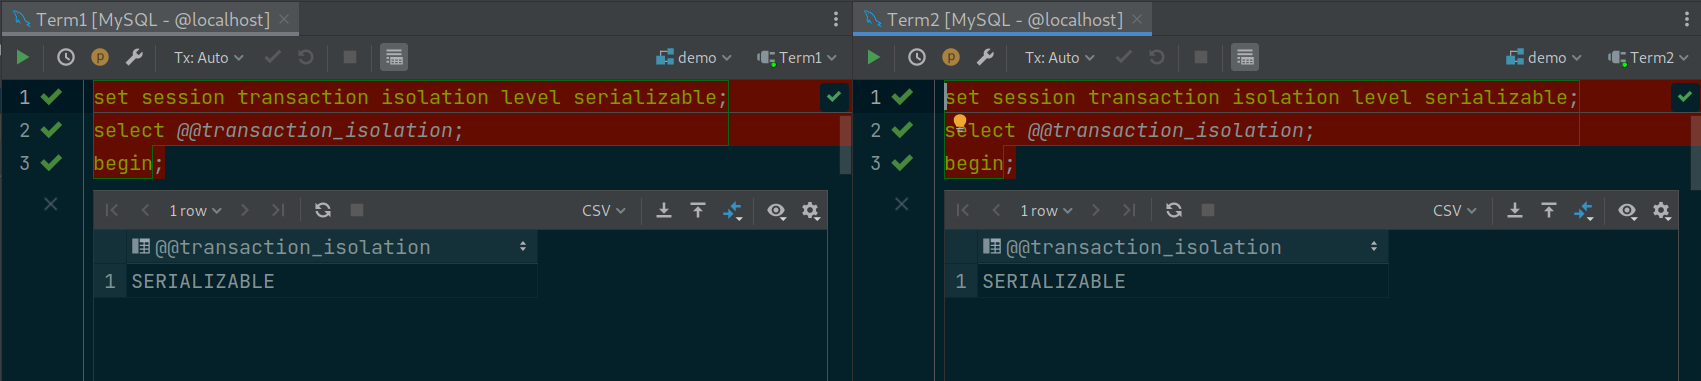 Term1 [MySQL - @localhost]
Tx: Auto
demo
Term1
1 set session transaction isolation level serializable;
2 select @@transaction_isolation;
3 begin;
1 row
CSV
@@transaction_isolation
1 SERIALIZABLE
Term2 [MySQL - @localhost]
Tx: Auto
demo
Term2
1 set session transaction isolation level serializable;
2 select @@transaction_isolation;
3 begin;
1 row
CSV
@@transaction_isolation
1 SERIALIZABLE